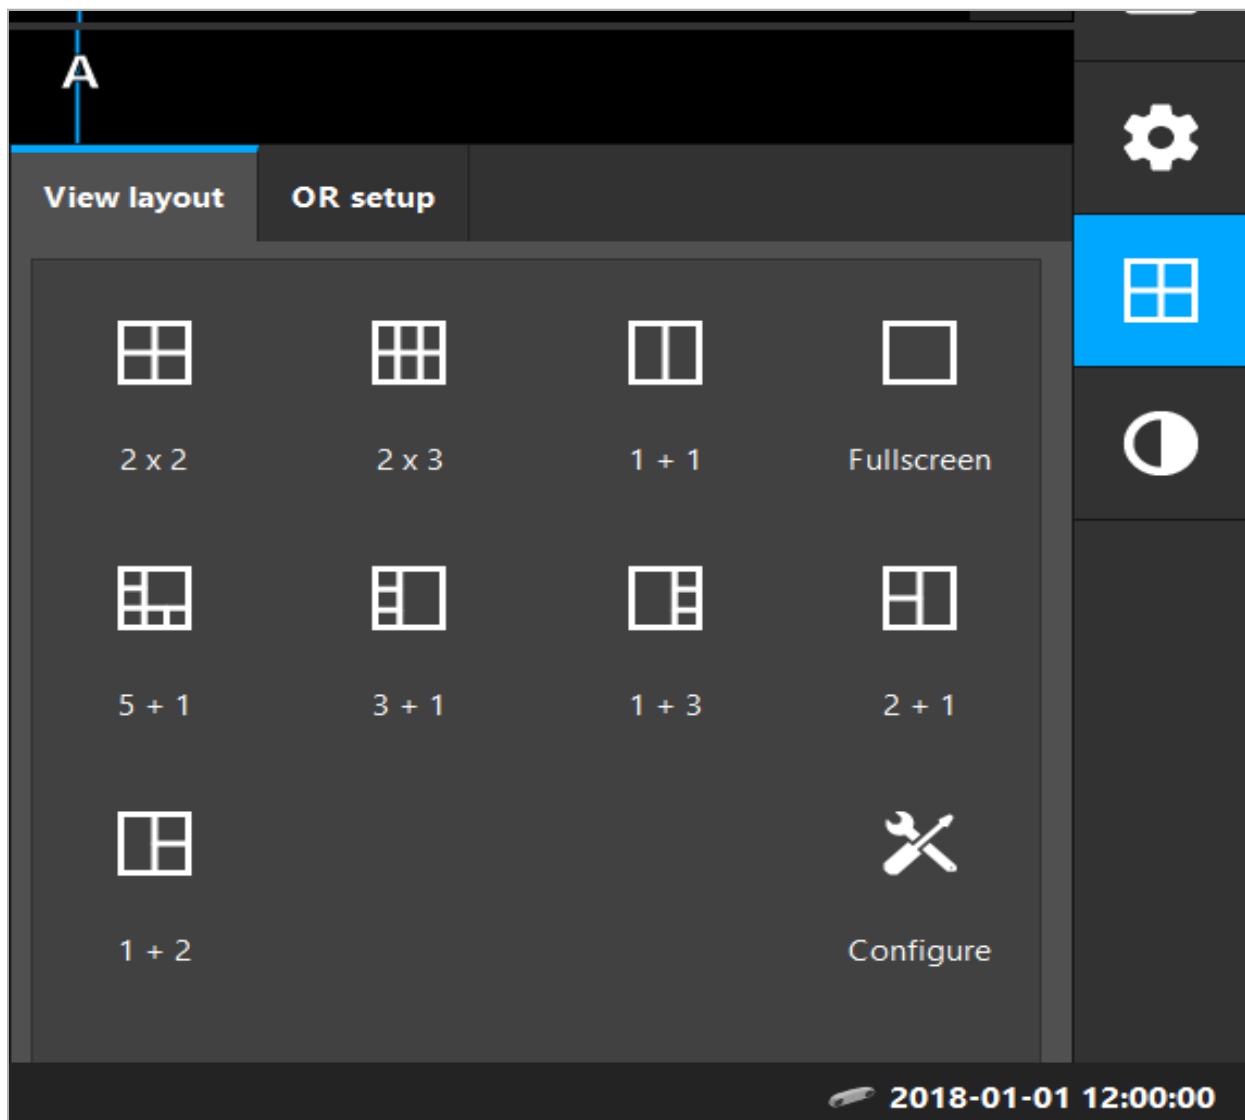 A
View layout OR setup
2 x 2 2 x 3 1 + 1 Fullscreen
5 + 1 3 + 1 1 + 3 2 + 1
1 + 2 Configure
2018-01-01 12:00:00